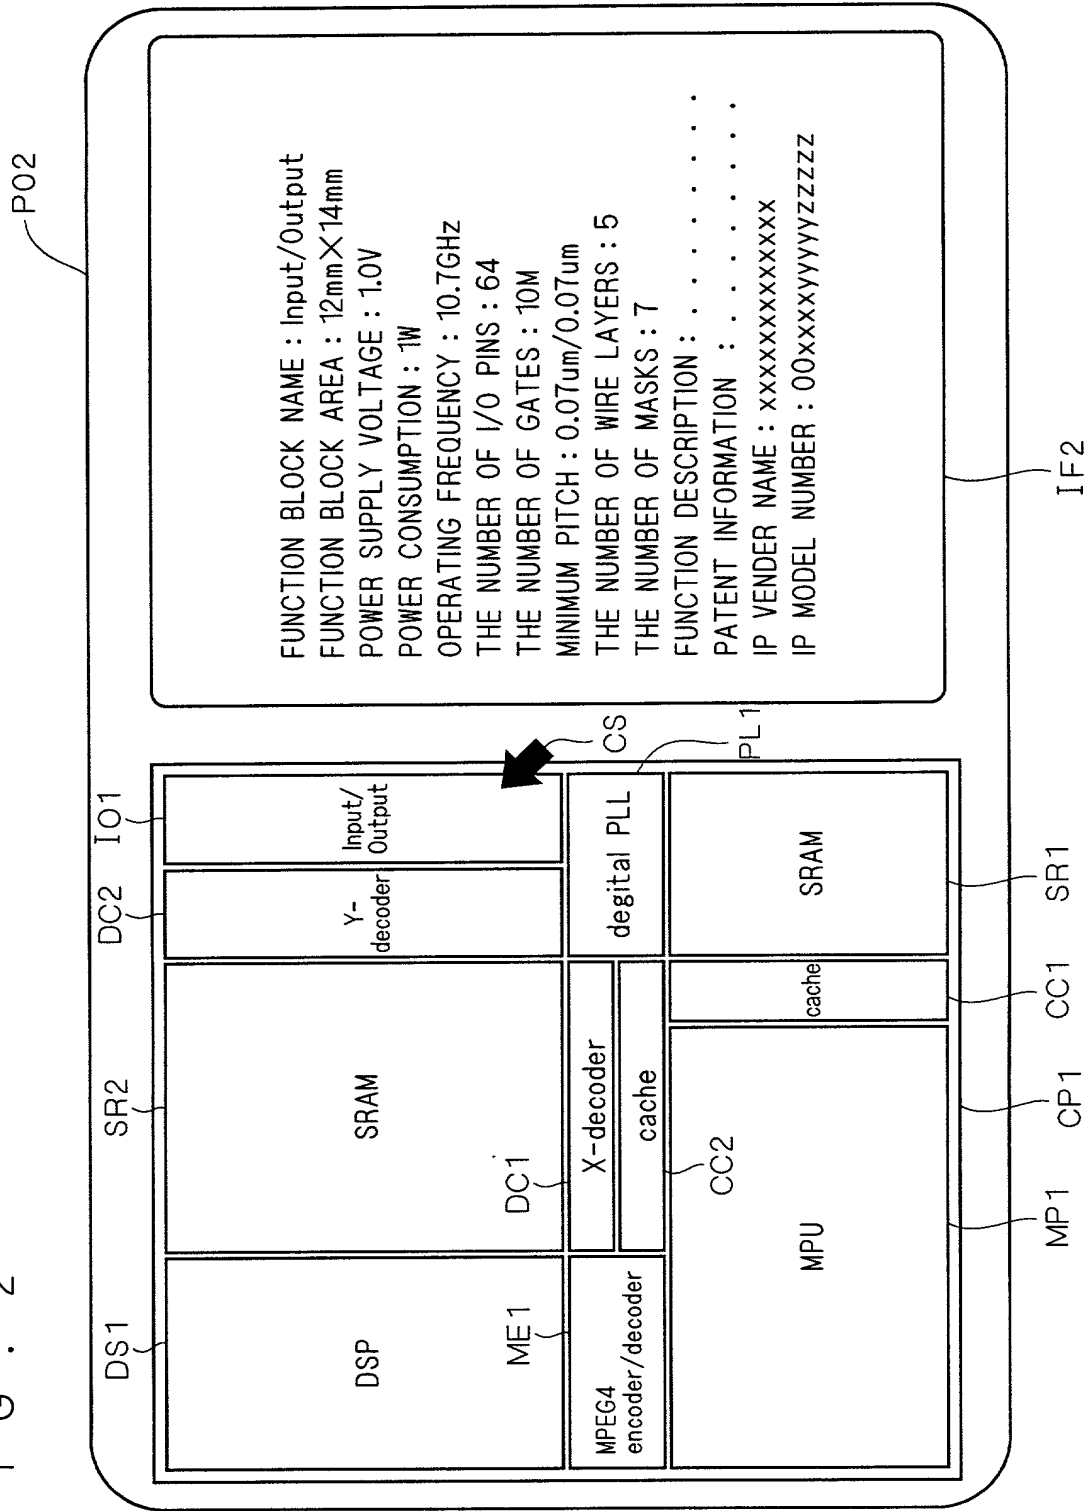 FIG. 2
P02
DS1
SR2
DC2
IO1
DSP
SRAM
Y-
decoder
Input/
Output
CS
ME1
DC1
MPEG4
encoder/decoder
X-decoder
cache
degital PLL
PL1
CC2
MPU
cache
SRAM
MP1
CP1
CC1
SR1
FUNCTION BLOCK NAME : Input/Output
FUNCTION BLOCK AREA : 12mm×14mm
POWER SUPPLY VOLTAGE : 1.0V
POWER CONSUMPTION : 1W
OPERATING FREQUENCY : 10.7GHz
THE NUMBER OF I/O PINS : 64
THE NUMBER OF GATES : 10M
MINIMUM PITCH : 0.07um/0.07um
THE NUMBER OF WIRE LAYERS : 5
THE NUMBER OF MASKS : 7
FUNCTION DESCRIPTION : . . . . . . . . .
PATENT INFORMATION : . . . . . . . . .
IP VENDER NAME : xxxxxxxxxxxxx
IP MODEL NUMBER : 00xxxxyyyyyzzzzz
IF2